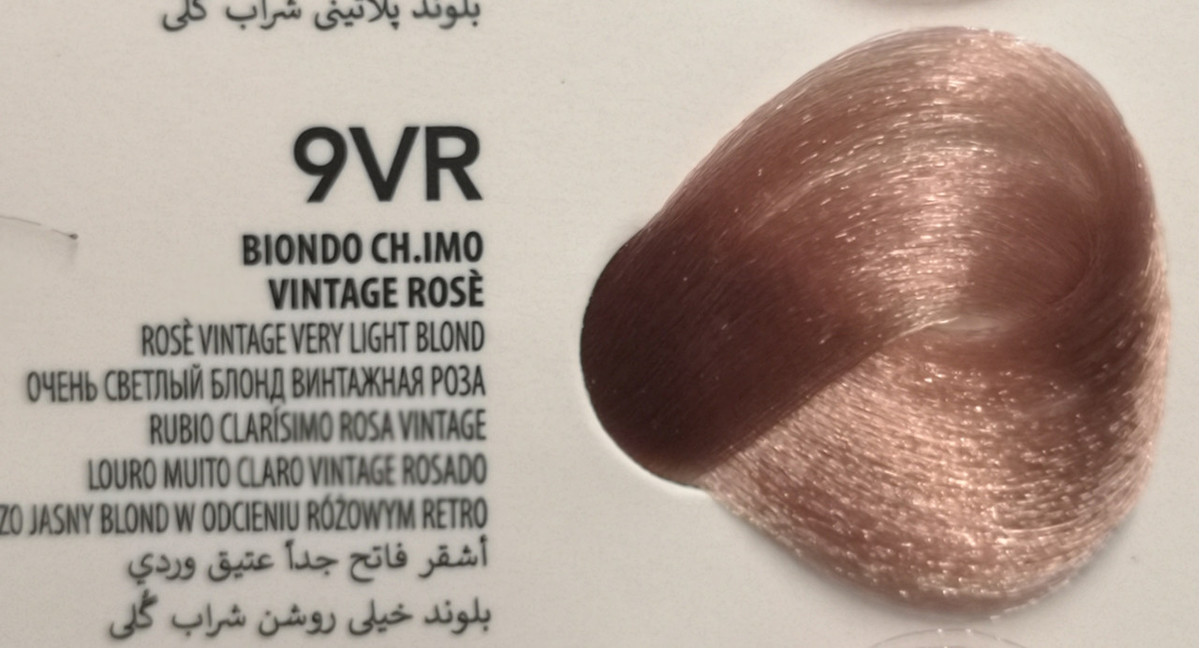 بلوند پلاتینی شراب گلی
9VR
BIONDO CH.IMO
VINTAGE ROSÈ
ROSÈ VINTAGE VERY LIGHT BLOND
ОЧЕНЬ СВЕТЛЫЙ БЛОНД ВИНТАЖНАЯ РОЗА
RUBIO CLARÍSIMO ROSA VINTAGE
LOURO MUITO CLARO VINTAGE ROSADO
ZO JASNY BLOND W ODCIENIU RÓŻOWYM RETRO
أشقر فاتح جداً عتيق وردي
بلوند خیلی روشن شراب گلی